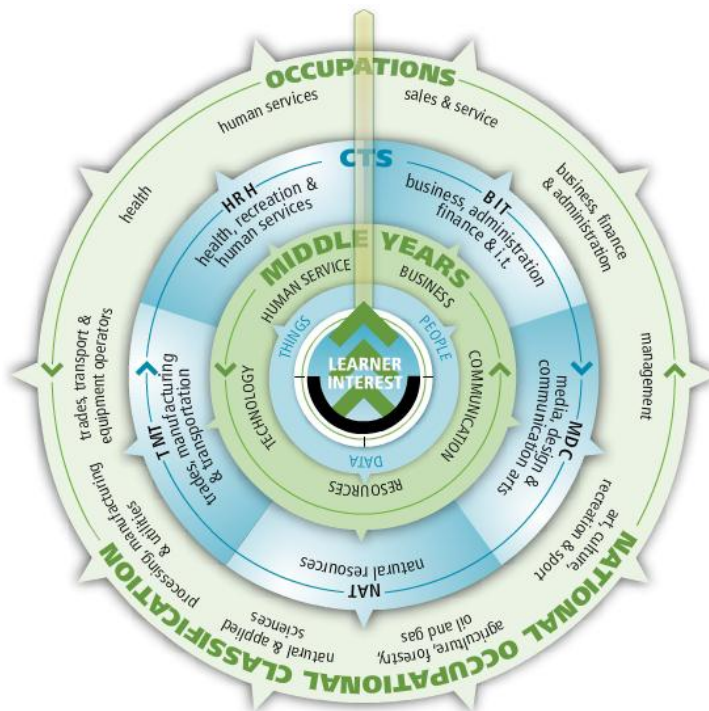 OCCUPATIONS
human services
sales & service
health
business, finance
& administration
trades, transport &
equipment operators
management
processing, manufacturing
& utilities
art, culture,
recreation & sport
natural & applied
sciences
agriculture, forestry,
oil and gas
NATIONAL OCCUPATIONAL CLASSIFICATION
CTS
HRH
health, recreation &
human services
BIT
business, administration
finance & i.t
TMT
trades, manufacturing
& transportation
MDC
media, design &
communication arts
NAT
natural resources
MIDDLE YEARS
HUMAN SERVICE
BUSINESS
TECHNOLOGY
COMMUNICATION
RESOURCES
THINGS
PEOPLE
DATA
LEARNER
INTEREST